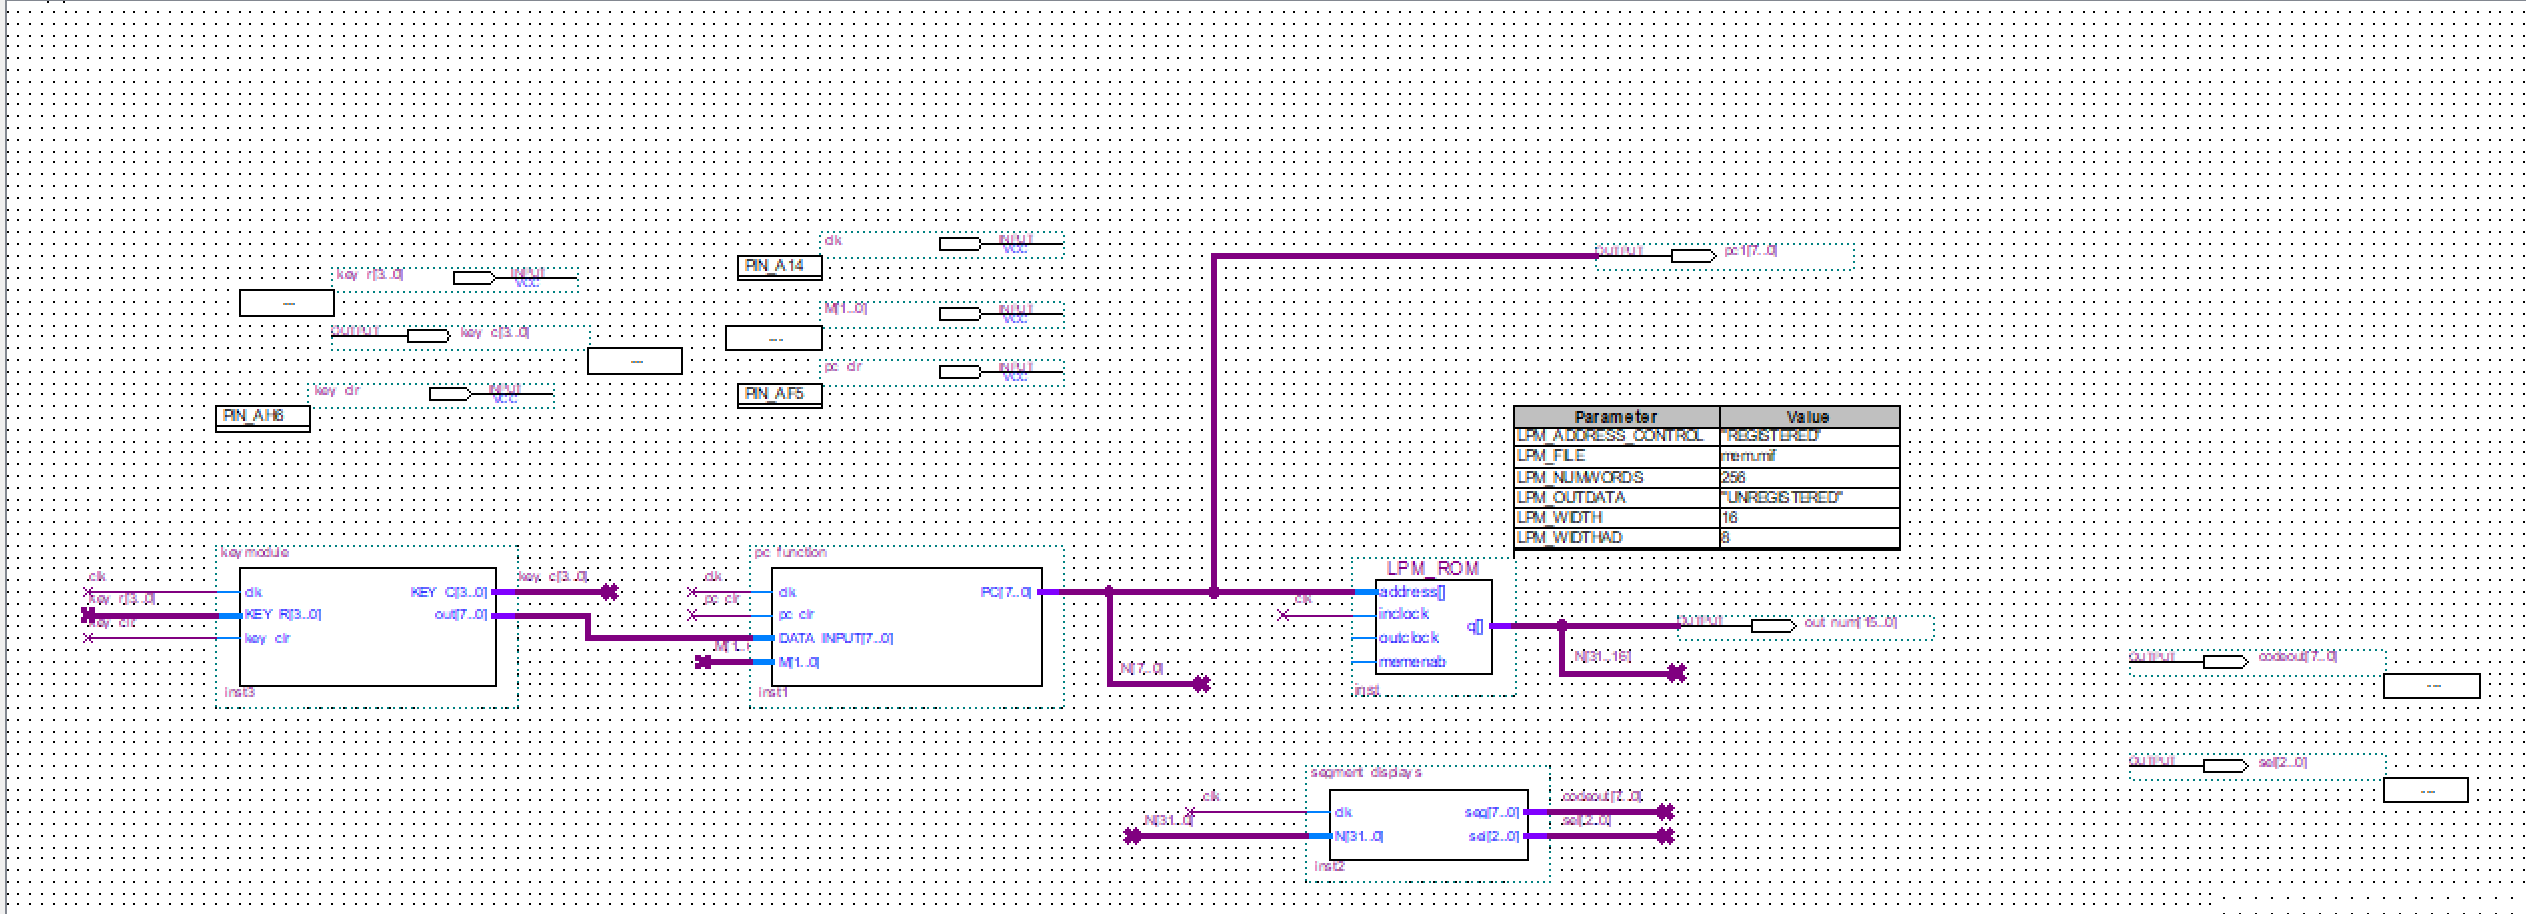 clk
INPUT
VCC
PIN_A14
OUTPUT
pc1[7..0]
key_r[3..0]
INPUT
VCC
---
M[1..0]
INPUT
VCC
---
OUTPUT
key_c[3..0]
---
pc_clr
INPUT
VCC
PIN_AF5
key_clr
INPUT
VCC
PIN_AH6
Parameter Value
LPM_ADDRESS_CONTROL "REGISTERED"
LPM_FILE mem.mif
LPM_NUMWORDS 256
LPM_OUTDATA "UNREGISTERED"
LPM_WIDTH 16
LPM_WIDTHAD 8
key module
clk
key_r[3..0]
key_clr
clk
KEY_R[3..0]
key_clr
KEY_C[3..0]
out[7..0]
inst3
key_c[3..0]
pc_function
clk
pc_clr
M[1..
clk
pc_clr
DATA_INPUT[7..0]
M[1..0]
PC[7..0]
inst1
N[7..0]
LPM_ROM
clk
address[]
inclock
outclock
memenab
q[]
inst
OUTPUT
out_num[15..0]
N[31..16]
OUTPUT
codeout[7..0]
---
OUTPUT
sel[2..0]
---
segment_displays
clk
N[31..0]
clk
N[31..0]
seg[7..0]
sel[2..0]
inst2
codeout[7..0]
sel[2..0]